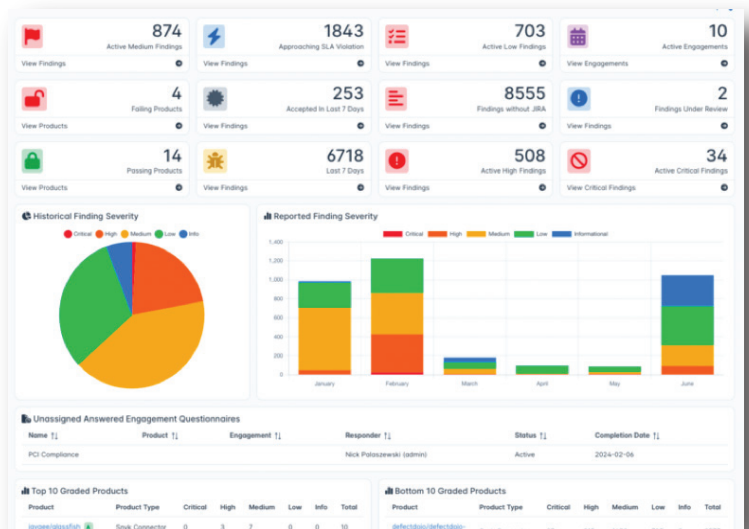 874
Active Medium Findings
View Findings
1843
Approaching SLA Violation
View Findings
703
Active Low Findings
View Findings
10
Active Engagements
View Engagements
4
Failing Products
View Products
253
Accepted In Last 7 Days
View Findings
8555
Findings without JIRA
View Findings
2
Findings Under Review
View Findings
14
Passing Products
View Products
6718
Last 7 Days
View Findings
508
Active High Findings
View Findings
34
Active Critical Findings
View Critical Findings
Historical Finding Severity
Critical High Medium Low Info
Reported Finding Severity
Critical High Medium Low Informational
1,400
1,200
1,000
800
600
400
200
0
January February March April May June
Unassigned Answered Engagement Questionnaires
Name Product Engagement Responder Status Completion Date
PCI Compliance Nick Palaszewski (admin) Active 2024-02-06
Top 10 Graded Products
Product Product Type Critical High Medium Low Info Total
javaee/glassfish A Snyk Connector 0 3 7 0 0 10
Bottom 10 Graded Products
Product Product Type Critical High Medium Low Info Total
defectdojo/defectdojo-